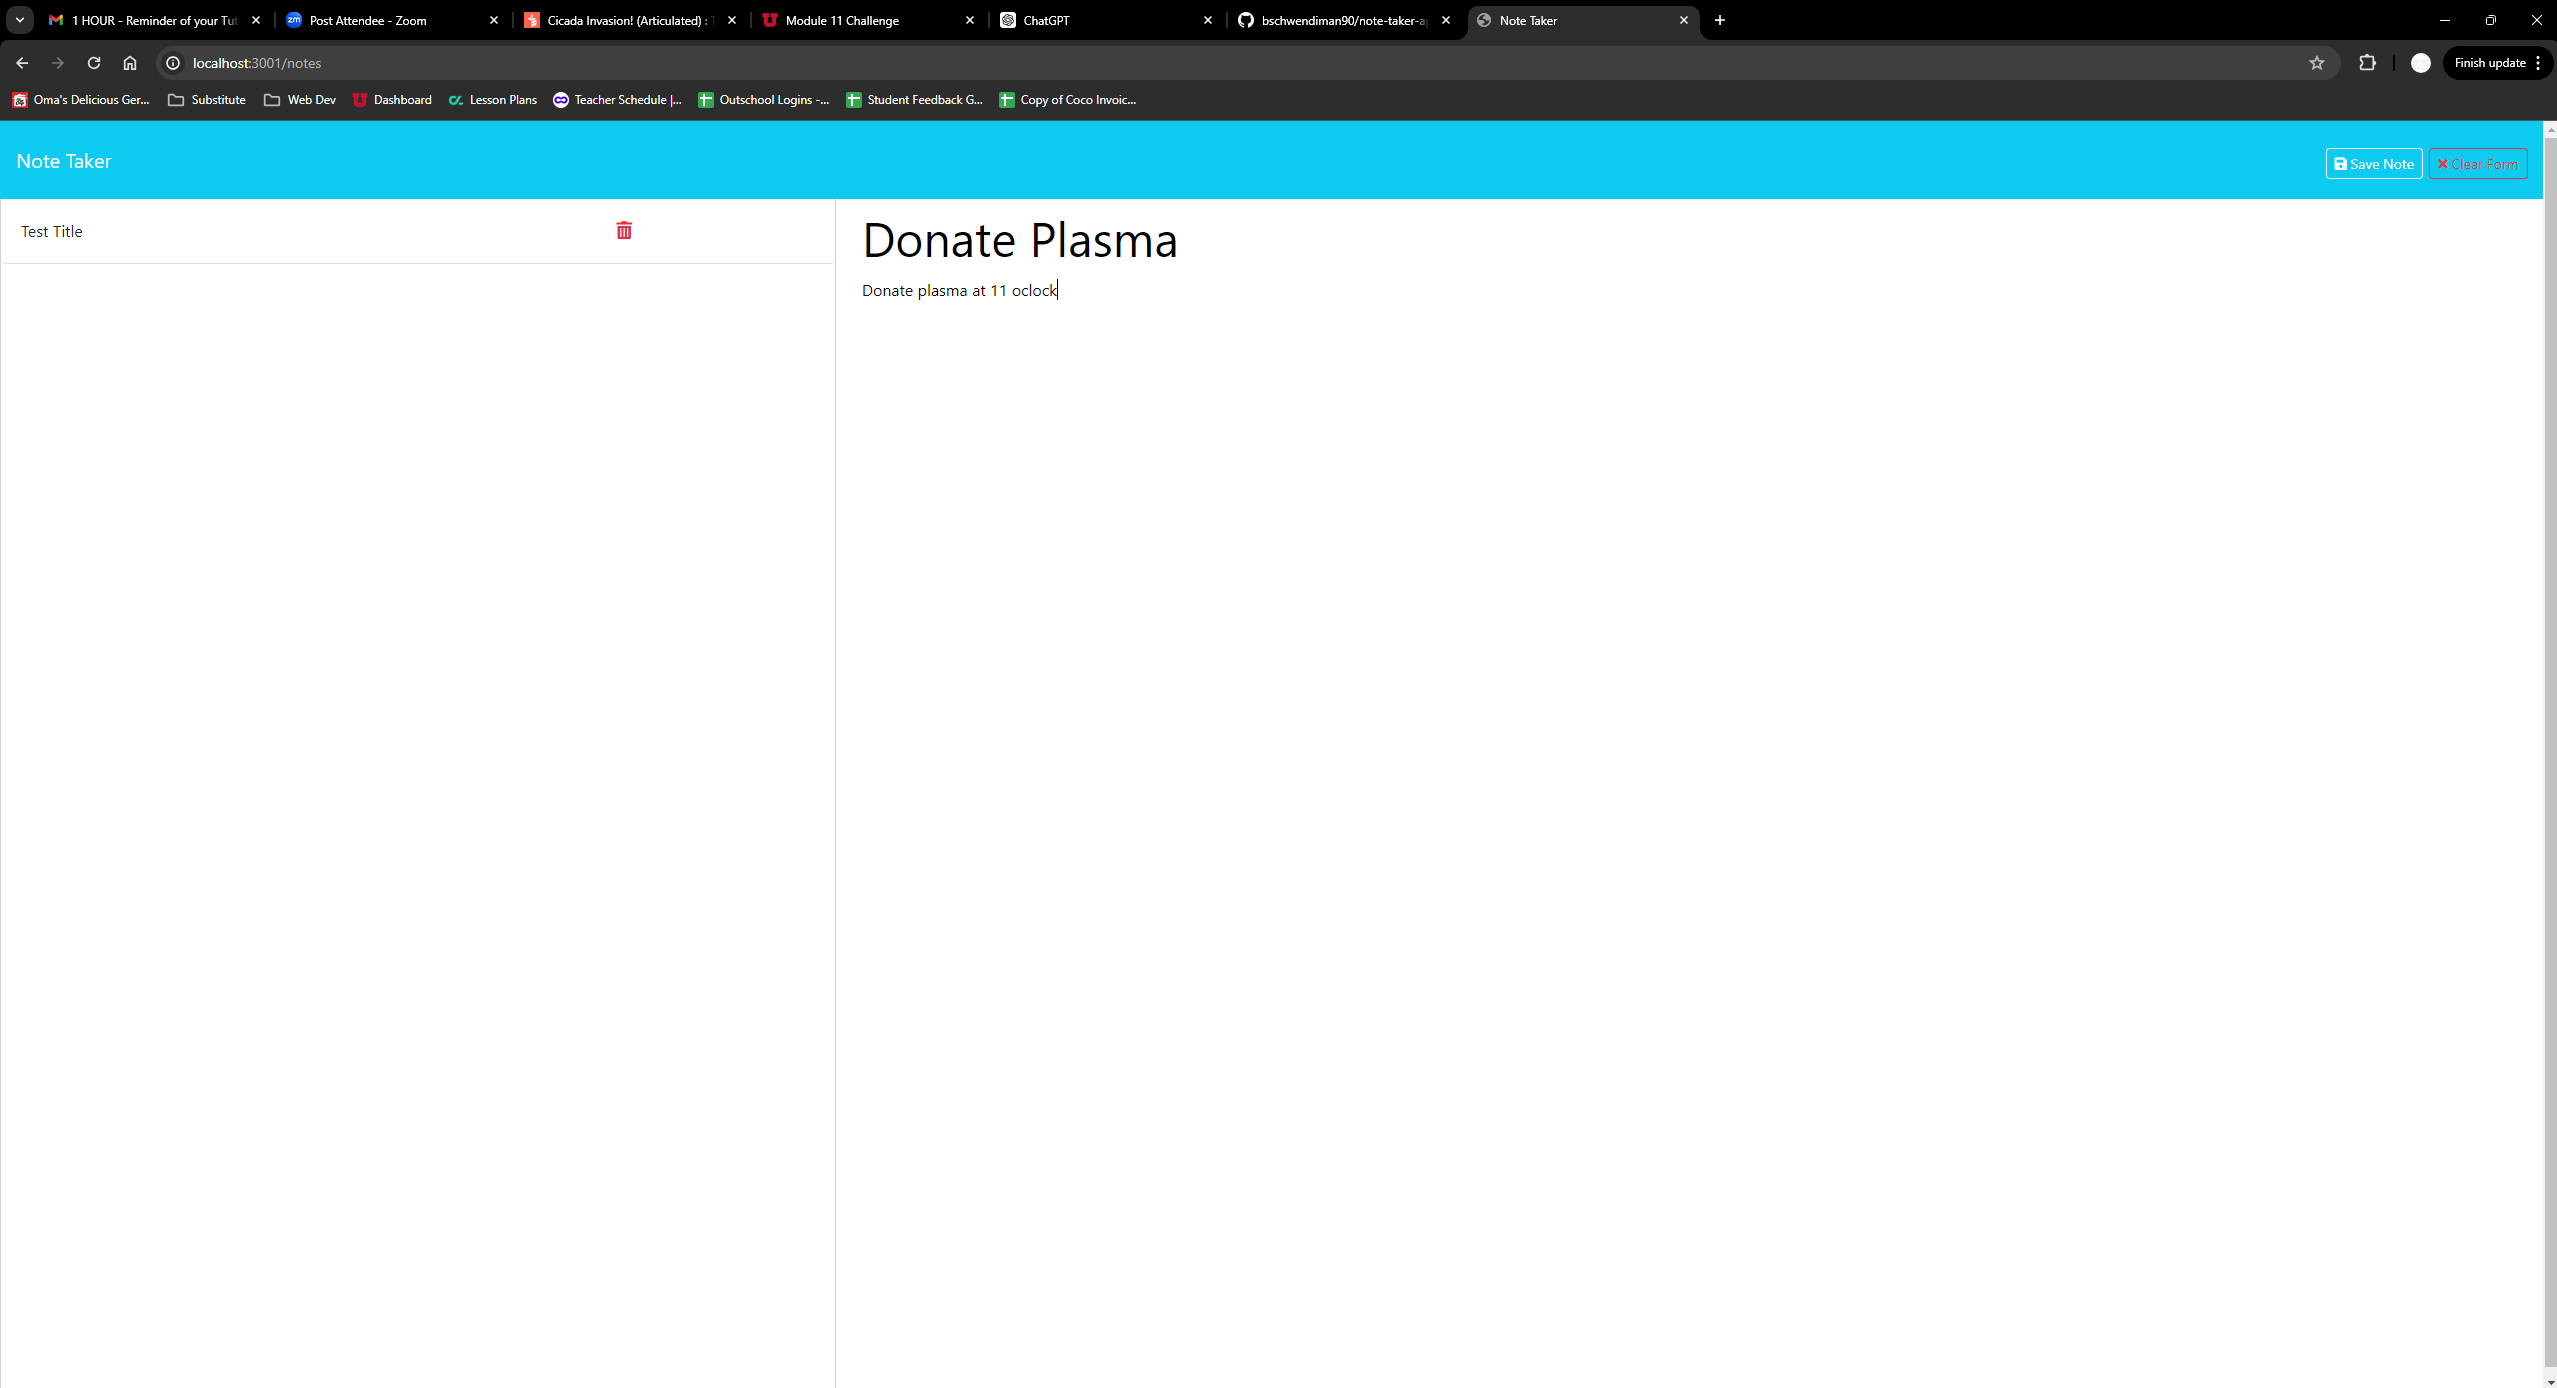 1 HOUR - Reminder of your Tut
Post Attendee - Zoom
Cicada Invasion! (Articulated) :
Module 11 Challenge
ChatGPT
bschwendiman90/note-taker-a
Note Taker
localhost:3001/notes
Finish update
Oma's Delicious Ger...
Substitute
Web Dev
Dashboard
Lesson Plans
Teacher Schedule |...
Outschool Logins -...
Student Feedback G...
Copy of Coco Invoic...
Note Taker
Save Note
Clear Form
Test Title
Donate Plasma
Donate plasma at 11 oclock